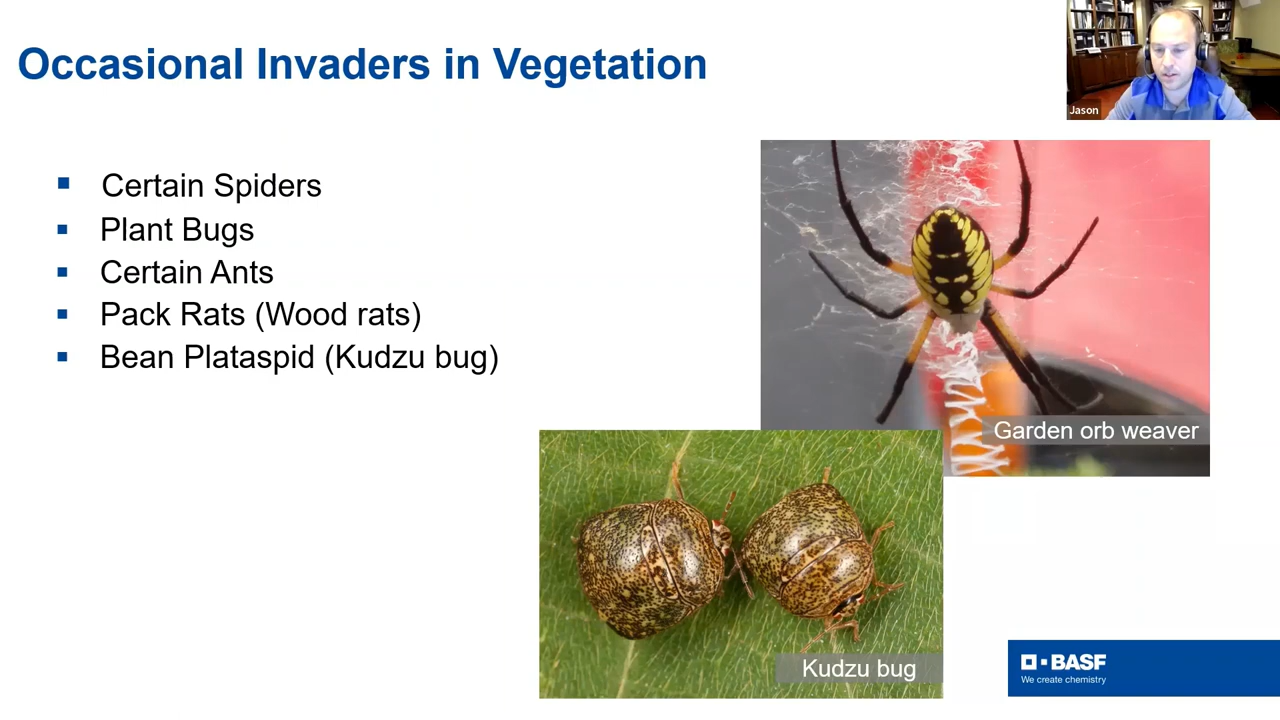 Occasional Invaders in Vegetation
Jason
Certain Spiders
Plant Bugs
Certain Ants
Pack Rats (Wood rats)
Bean Plataspid (Kudzu bug)
Garden orb weaver
Kudzu bug
BASF
We create chemistry